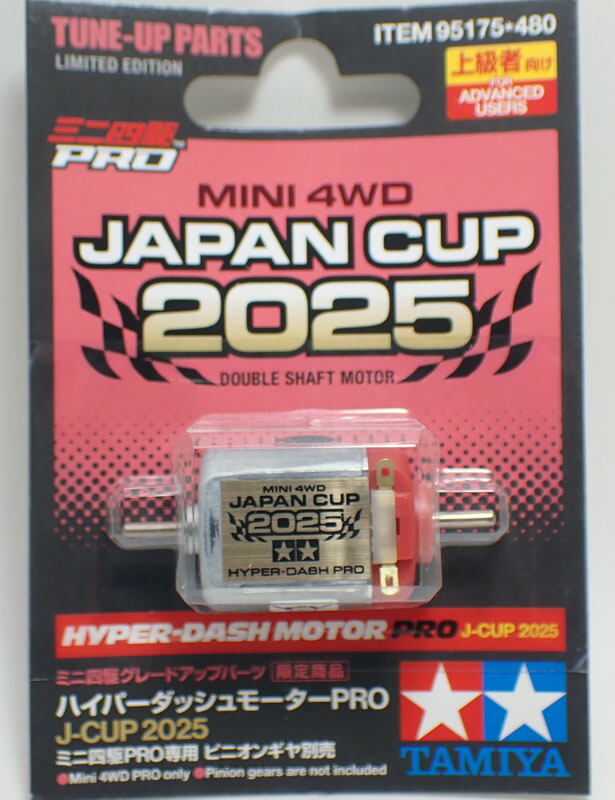 TUNE-UP PARTS
LIMITED EDITION
ITEM 95175*480
上級者向け
FOR
ADVANCED
USERS
ミニ四駆™
PRO
MINI 4WD
JAPAN CUP
2025
DOUBLE SHAFT MOTOR
MINI 4WD
JAPAN CUP
2025
HYPER-DASH PRO
HYPER-DASH MOTOR PRO J-CUP 2025
ミニ四駆グレードアップパーツ 限定商品
ハイパーダッシュモーターPRO
J-CUP 2025
ミニ四駆PRO専用 ピニオンギヤ別売
●Mini 4WD PRO only ●Pinion gears are not included
TAMIYA